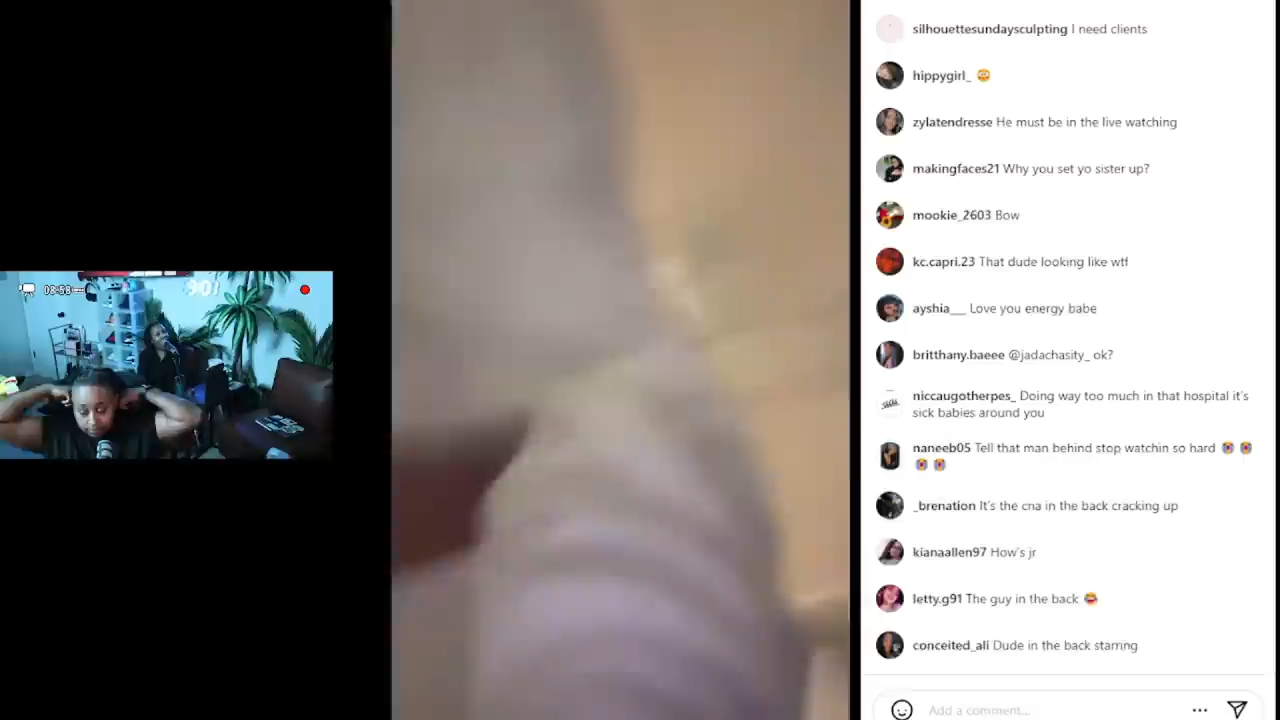 08:58
901
silhouettesundaysculpting I need clients
hippygirl_ 
zylatendresse He must be in the live watching
makingfaces21 Why you set yo sister up?
mookie_2603 Bow
kc.capri.23 That dude looking like wtf
ayshia___ Love you energy babe
britthany.baeee @jadachasity_ ok?
niccaugotherpes_ Doing way too much in that hospital it's
sick babies around you
naneeb05 Tell that man behind stop watchin so hard 😭 😭
😭 😭
_brenation It's the cna in the back cracking up
kianaallen97 How's jr
letty.g91 The guy in the back 😂
conceited_ali Dude in the back starring
Add a comment...